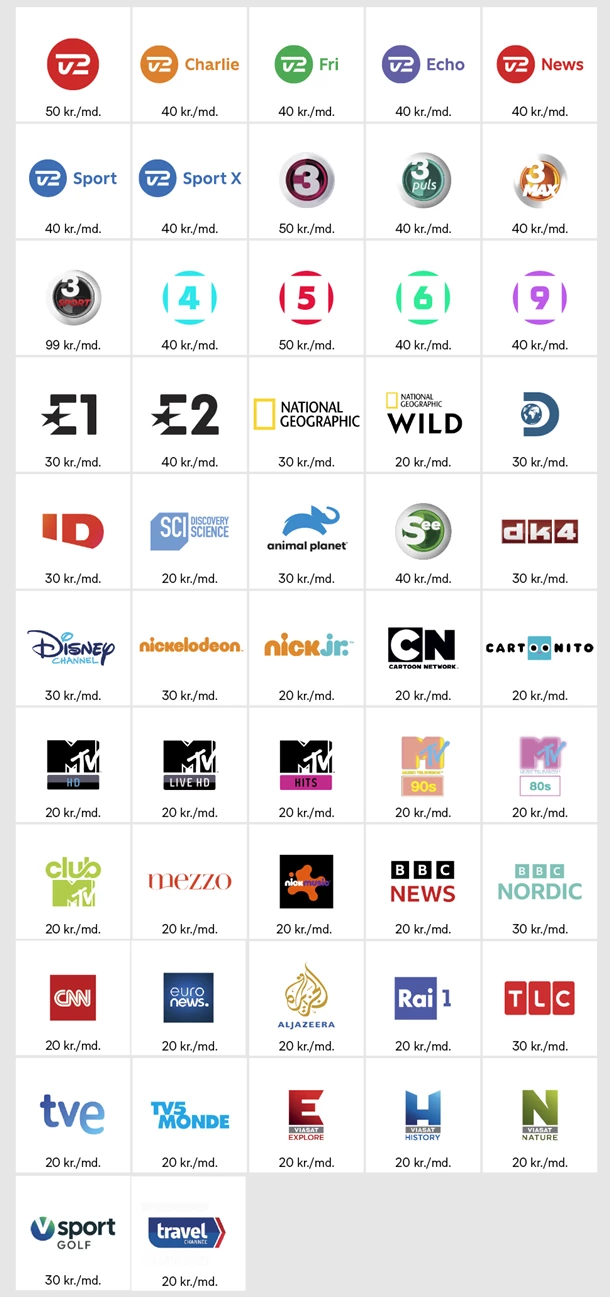 TV2
TV2 Charlie
TV2 Fri
TV2 Echo
TV2 News
50 kr./md.
40 kr./md.
40 kr./md.
40 kr./md.
40 kr./md.
TV2 Sport
TV2 Sport X
3
3
puls
3
MAX
40 kr./md.
40 kr./md.
50 kr./md.
40 kr./md.
40 kr./md.
3
SPORT
4
5
6
9
99 kr./md.
40 kr./md.
50 kr./md.
40 kr./md.
40 kr./md.
E1
E2
NATIONAL
GEOGRAPHIC
NATIONAL
GEOGRAPHIC
WILD
D
30 kr./md.
40 kr./md.
30 kr./md.
20 kr./md.
30 kr./md.
ID
SCI DISCOVERY
SCIENCE
animal planet
See
dk4
30 kr./md.
20 kr./md.
30 kr./md.
40 kr./md.
30 kr./md.
Disney
CHANNEL
nickelodeon
nick jr.
CN
CARTOON NETWORK
CARTOONITO
30 kr./md.
30 kr./md.
20 kr./md.
20 kr./md.
20 kr./md.
MTV
HD
MTV
LIVE HD
MTV
HITS
MTV
90s
MTV
80s
20 kr./md.
20 kr./md.
20 kr./md.
20 kr./md.
20 kr./md.
club
MTV
mezzo
nick music
BBC
NEWS
BBC
NORDIC
20 kr./md.
20 kr./md.
20 kr./md.
20 kr./md.
30 kr./md.
CNN
euro
news.
ALJAZEERA
Rai 1
TLC
20 kr./md.
20 kr./md.
20 kr./md.
20 kr./md.
30 kr./md.
tve
TV5
MONDE
E
VIASAT
EXPLORE
H
VIASAT
HISTORY
N
VIASAT
NATURE
20 kr./md.
20 kr./md.
20 kr./md.
20 kr./md.
20 kr./md.
V sport
GOLF
travel
CHANNEL
30 kr./md.
20 kr./md.